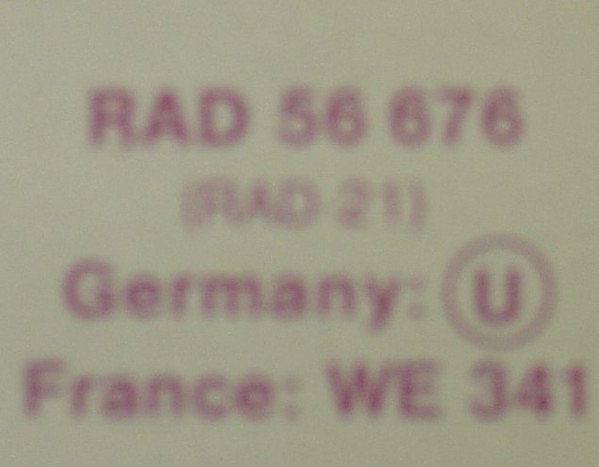 RAD 56 676
(RAD 21)
Germany: U
France: WE 341